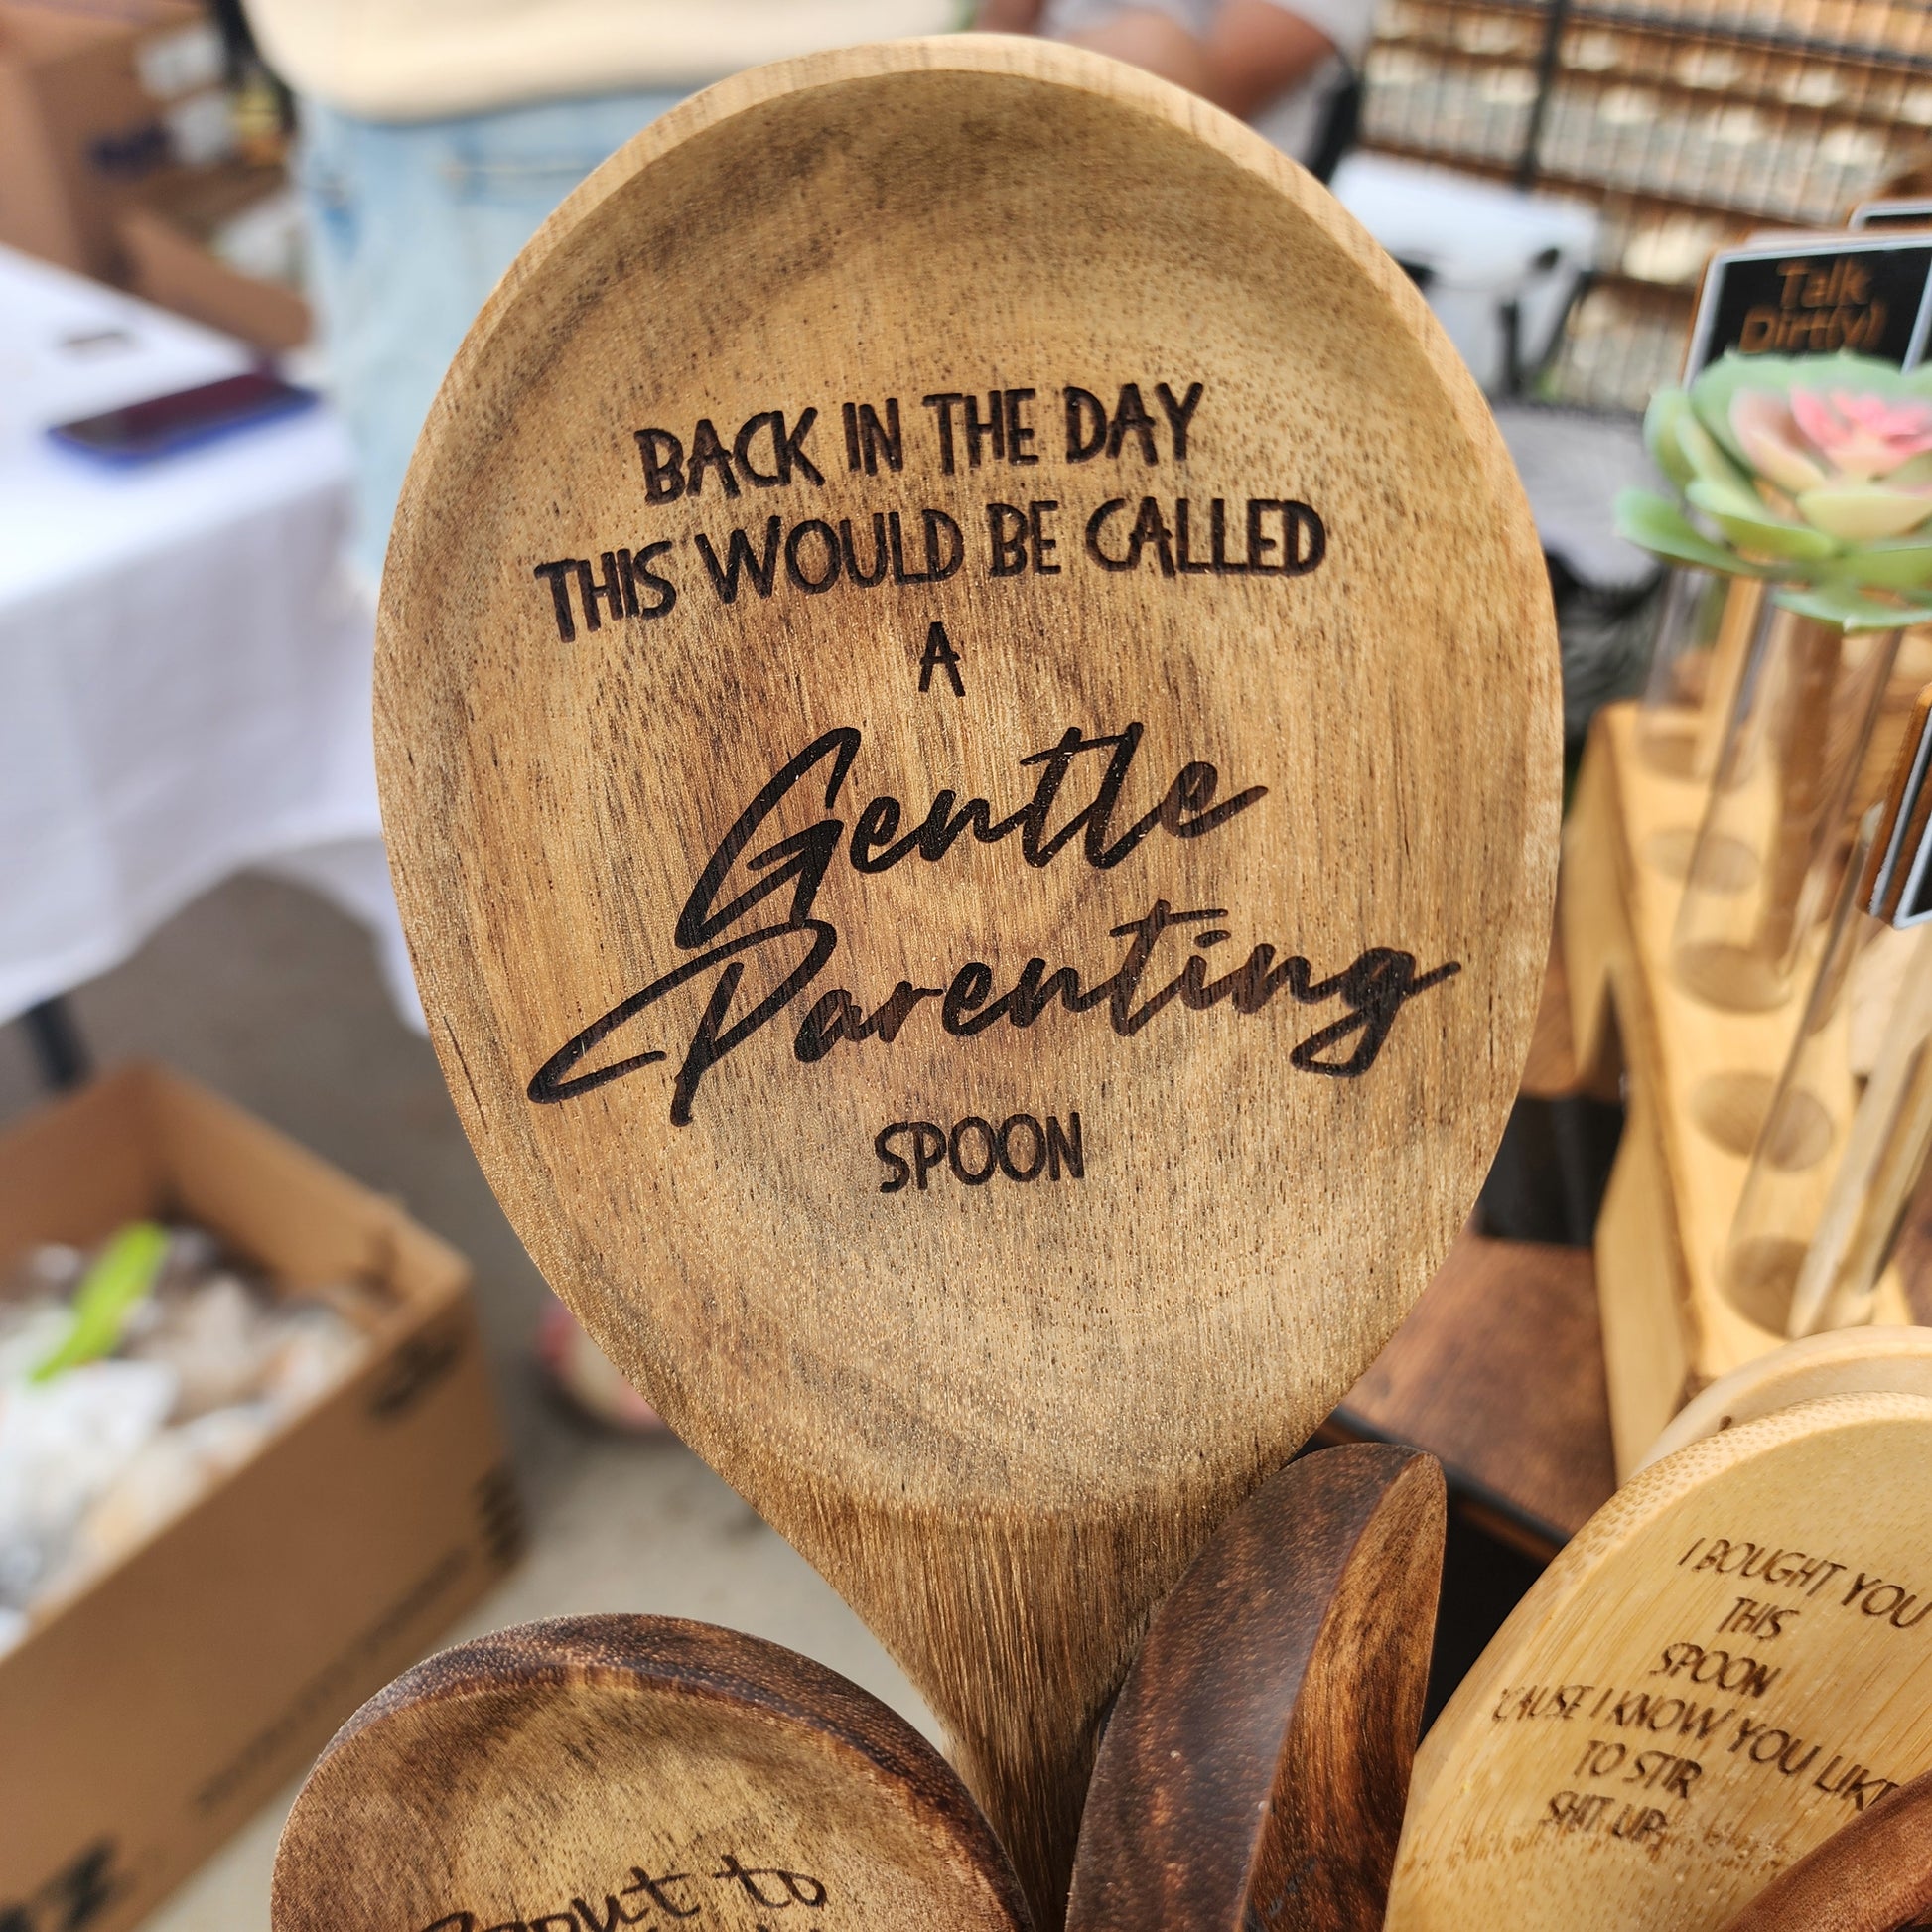 BACK IN THE DAY
THIS WOULD BE CALLED
A
Gentle
Parenting
SPOON
Talk
Dirt(y)
I BOUGHT YOU
THIS
SPOON
'CAUSE I KNOW YOU LIKE
TO STIR
SHIT UP
to